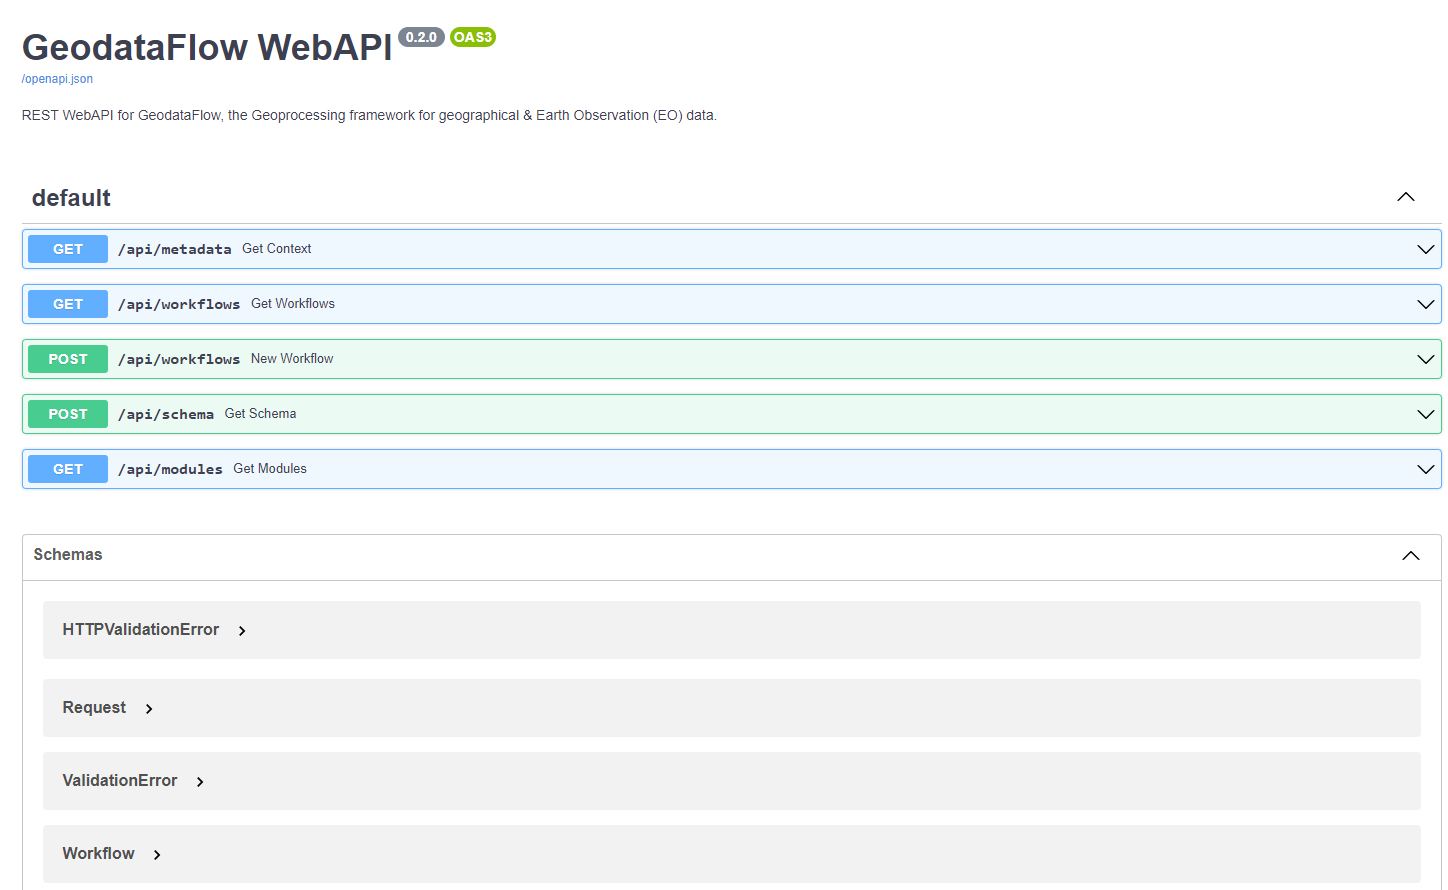 GeodataFlow WebAPI 0.2.0 OAS3
/openapi.json
REST WebAPI for GeodataFlow, the Geoprocessing framework for geographical & Earth Observation (EO) data.
default
GET /api/metadata Get Context
GET /api/workflows Get Workflows
POST /api/workflows New Workflow
POST /api/schema Get Schema
GET /api/modules Get Modules
Schemas
HTTPValidationError
Request
ValidationError
Workflow